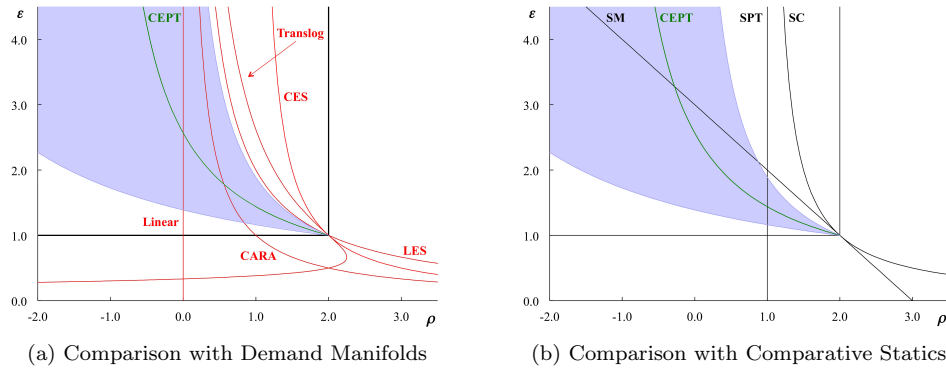 ε CEPT
4.0
Translog
3.0
CES
2.0
Linear
1.0
CARA
LES
0.0
-2.0 -1.0 0.0 1.0 2.0 3.0
ρ
(a) Comparison with Demand Manifolds
ε SM CEPT SPT SC
4.0
3.0
2.0
1.0
0.0
-2.0 -1.0 0.0 1.0 2.0 3.0
ρ
(b) Comparison with Comparative Statics